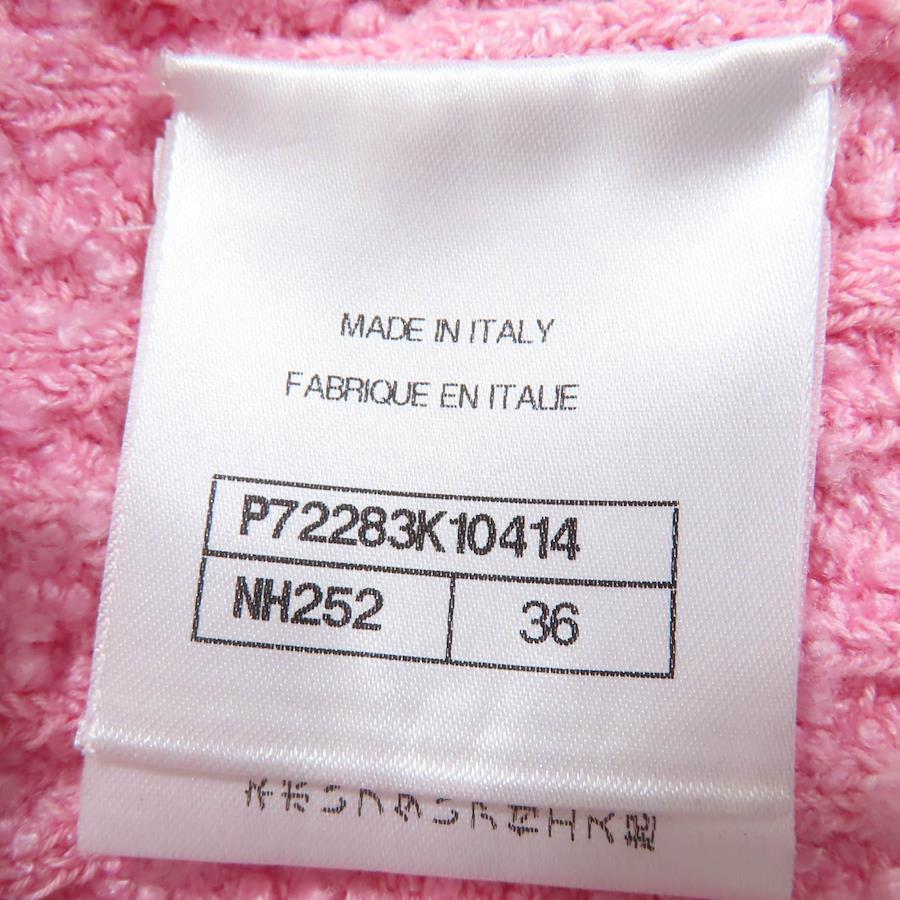 MADE IN ITALY
FABRIQUE EN ITALIE
P72283K10414
NH252 36